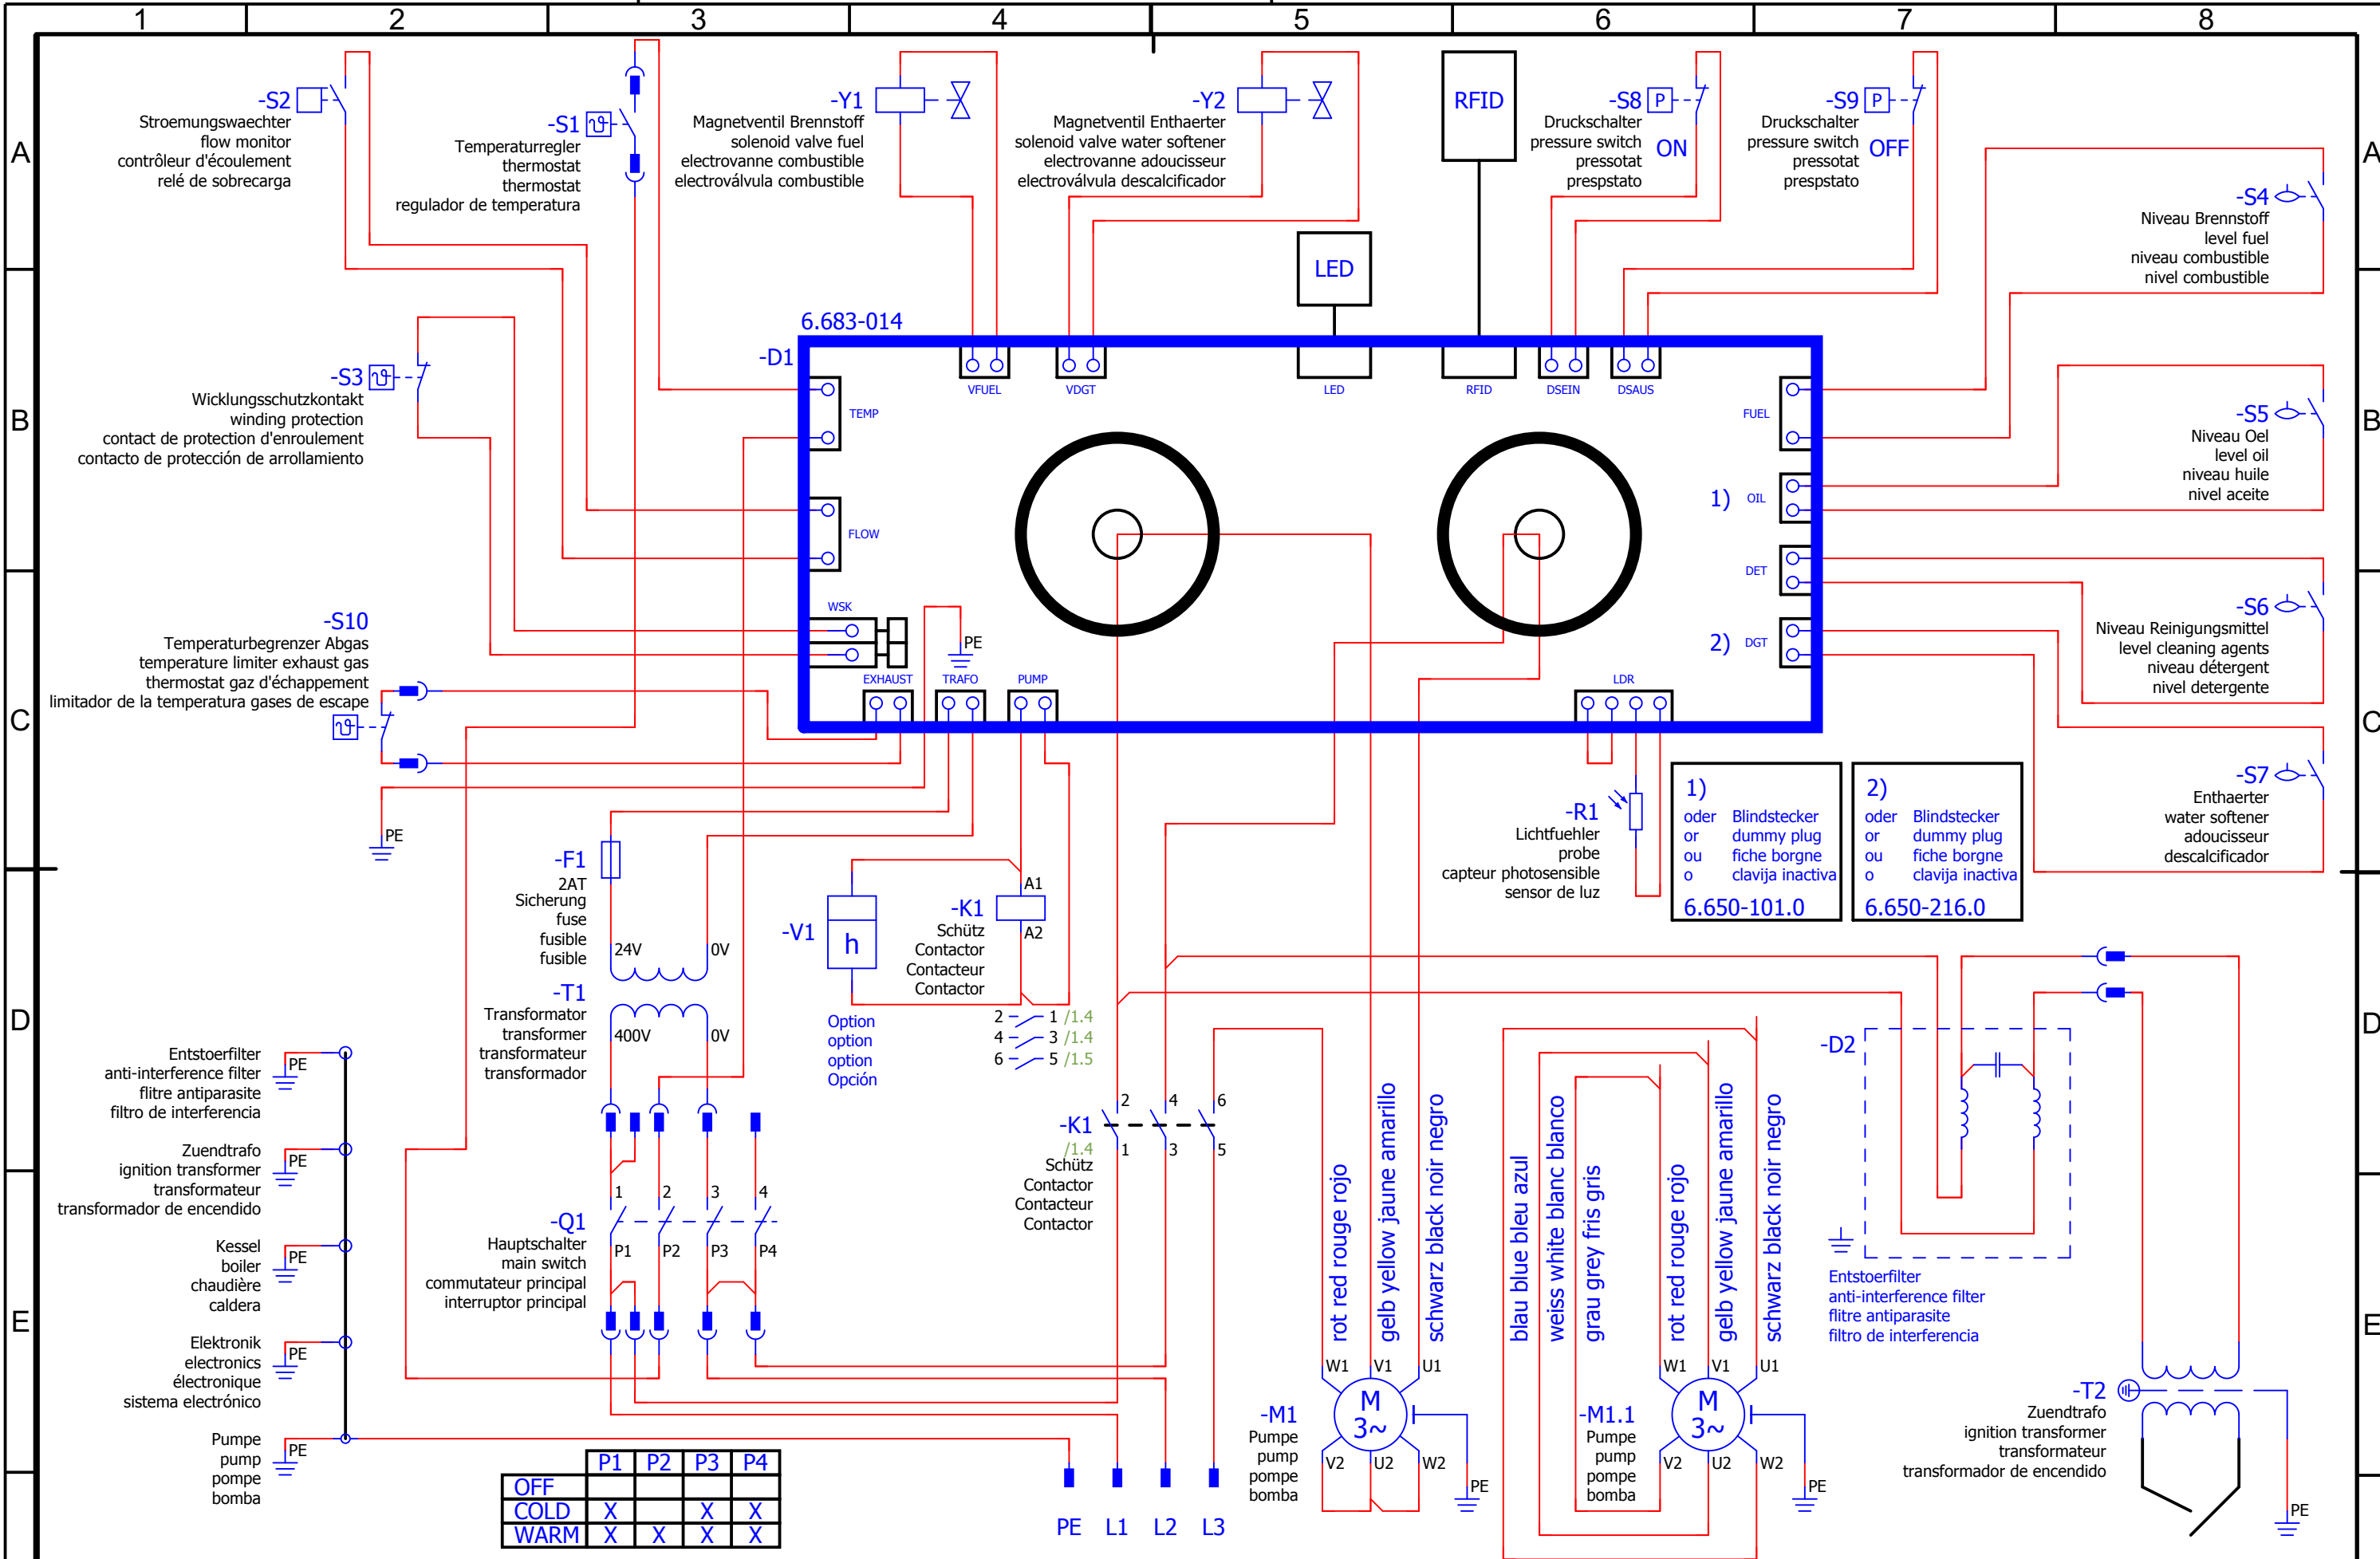 1 2 3 4 5 6 7 8
A
B
C
D
E
A
B
C
D
E
-S2
Stroemungswaechter
flow monitor
contrôleur d'écoulement
relé de sobrecarga
-S1
Temperaturregler
thermostat
thermostat
regulador de temperatura
-Y1
Magnetventil Brennstoff
solenoid valve fuel
electrovanne combustible
electroválvula combustible
-Y2
Magnetventil Enthaerter
solenoid valve water softener
electrovanne adoucisseur
electroválvula descalcificador
RFID
LED
-S8 P
Druckschalter
pressure switch
pressotat
prespstato
ON
-S9 P
Druckschalter
pressure switch
pressotat
prespstato
OFF
-S4
Niveau Brennstoff
level fuel
niveau combustible
nivel combustible
-S3
Wicklungsschutzkontakt
winding protection
contact de protection d'enroulement
contacto de protección de arrollamiento
6.683-014
-D1
VFUEL
VDGT
LED
RFID
DSEIN
DSAUS
TEMP
FLOW
WSK
EXHAUST
TRAFO
PUMP
LDR
FUEL
1) OIL
DET
2) DGT
PE
-S5
Niveau Oel
level oil
niveau huile
nivel aceite
-S6
Niveau Reinigungsmittel
level cleaning agents
niveau détergent
nivel detergente
-S7
Enthaerter
water softener
adoucisseur
descalcificador
-S10
Temperaturbegrenzer Abgas
temperature limiter exhaust gas
thermostat gaz d'échappement
limitador de la temperatura gases de escape
PE
-F1
2AT
Sicherung
fuse
fusible
fusible
24V 0V
-T1
Transformator
transformer
transformateur
transformador
400V 0V
-V1
h
Option
option
option
Opción
-K1
Schütz
Contactor
Contacteur
Contactor
A1
A2
2 1 /1.4
4 3 /1.4
6 5 /1.5
-R1
Lichtfuehler
probe
capteur photosensible
sensor de luz
1)
oder Blindstecker
or dummy plug
ou fiche borgne
o clavija inactiva
6.650-101.0
2)
oder Blindstecker
or dummy plug
ou fiche borgne
o clavija inactiva
6.650-216.0
Entstoerfilter
anti-interference filter
flitre antiparasite
filtro de interferencia
PE
Zuendtrafo
ignition transformer
transformateur
transformador de encendido
PE
Kessel
boiler
chaudière
caldera
PE
Elektronik
electronics
électronique
sistema electrónico
PE
Pumpe
pump
pompe
bomba
PE
-Q1
Hauptschalter
main switch
commutateur principal
interruptor principal
1 2 3 4
P1 P2 P3 P4
-K1
/1.4
Schütz
Contactor
Contacteur
Contactor
2 4 6
1 3 5
rot red rouge rojo
gelb yellow jaune amarillo
schwarz black noir negro
blau blue bleu azul
weiss white blanc blanco
grau grey fris gris
rot red rouge rojo
gelb yellow jaune amarillo
schwarz black noir negro
-D2
Entstoerfilter
anti-interference filter
flitre antiparasite
filtro de interferencia
-M1
Pumpe
pump
pompe
bomba
W1 V1 U1
M
3~
V2 U2 W2
PE
-M1.1
Pumpe
pump
pompe
bomba
W1 V1 U1
M
3~
V2 U2 W2
PE
-T2
Zuendtrafo
ignition transformer
transformateur
transformador de encendido
PE
P1 P2 P3 P4
OFF
COLD X X X
WARM X X X X
PE L1 L2 L3